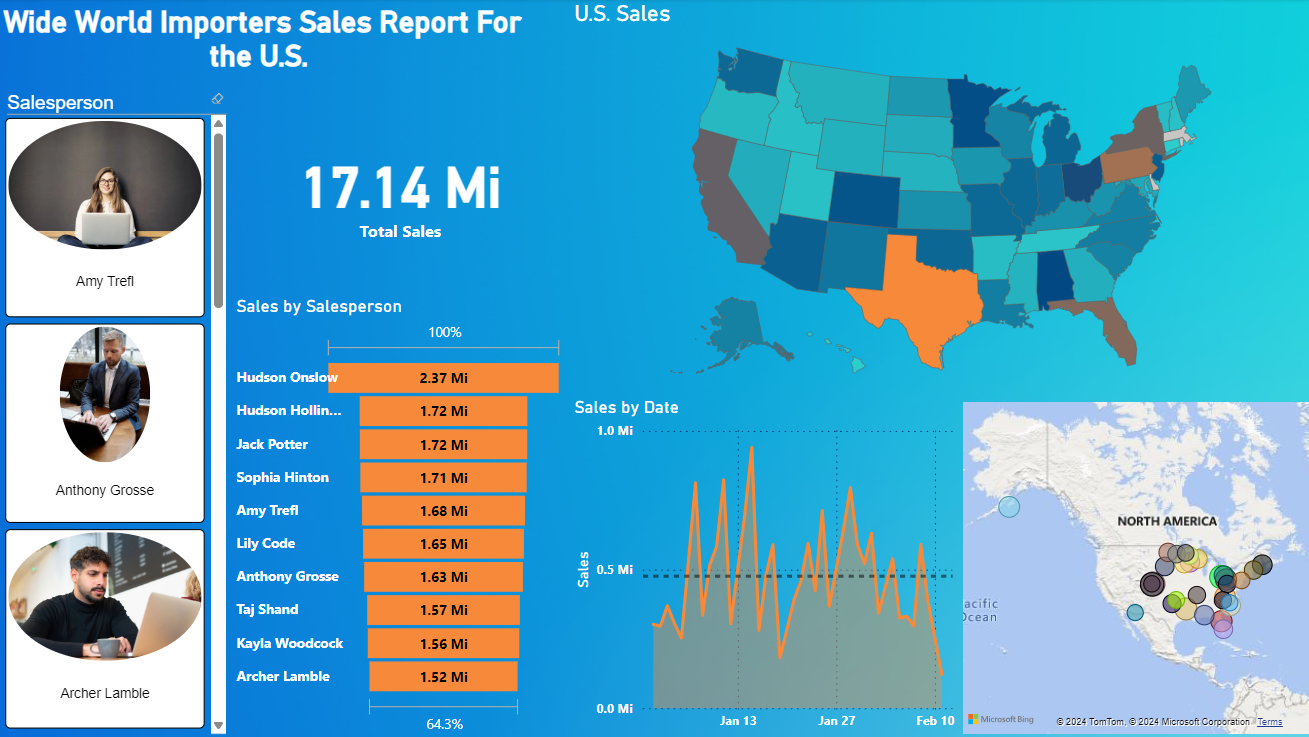 Wide World Importers Sales Report For
the U.S.
Salesperson
Amy Trefl
Anthony Grosse
Archer Lamble
17.14 Mi
Total Sales
Sales by Salesperson
100%
Hudson Onslow 2.37 Mi
Hudson Hollin... 1.72 Mi
Jack Potter 1.72 Mi
Sophia Hinton 1.71 Mi
Amy Trefl 1.68 Mi
Lily Code 1.65 Mi
Anthony Grosse 1.63 Mi
Taj Shand 1.57 Mi
Kayla Woodcock 1.56 Mi
Archer Lamble 1.52 Mi
64.3%
U.S. Sales
Sales by Date
1.0 Mi
0.5 Mi
0.0 Mi
Sales
Jan 13 Jan 27 Feb 10
NORTH AMERICA
acific
Ocean
Microsoft Bing
© 2024 TomTom, © 2024 Microsoft Corporation Terms